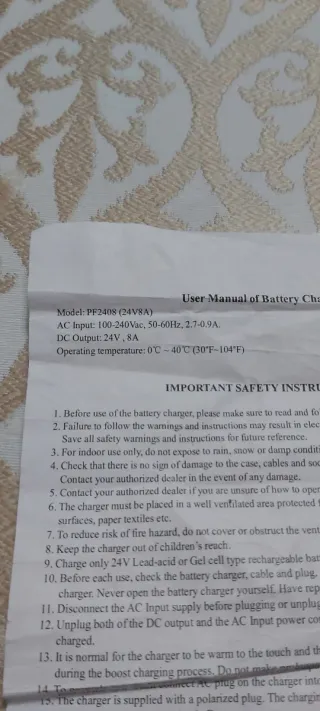 User Manual of Battery
Model: PF2408 (24V8A)
AC Input: 100-240Vac, 50-60Hz, 2.7-0.9A.
DC Output: 24V , 8A
Operating temperature: 0℃ ~ 40℃ (30°F~104°F)
IMPORTANT SAFETY INSTRU
1. Before use of the battery charger, please make sure to read and fo
2. Failure to follow the warnings and instructions may result in elec
Save all safety warnings and instructions for future reference.
3. For indoor use only, do not expose to rain, snow or damp conditi
4. Check that there is no sign of damage to the case, cables and soc
Contact your authorized dealer in the event of any damage.
5. Contact your authorized dealer if you are unsure of how to oper
6. The charger must be placed in a well ventilated area protected f
surfaces, paper textiles etc.
7. To reduce risk of fire hazard, do not cover or obstruct the vent
8. Keep the charger out of children's reach.
9. Charge only 24V Lead-acid or Gel cell type rechargeable bat
10. Before each use, check the battery charger, cable and plug,
charger. Never open the battery charger yourself. Have rep
11. Disconnect the AC Input supply before plugging or unplug
12. Unplug both of the DC output and the AC Input power co
charged.
13. It is normal for the charger to be warm to the touch and th
during the boost charging process. Do not make
14. To connect AC plug on the charger into
15. The charger is supplied with a polarized plug. The chargin